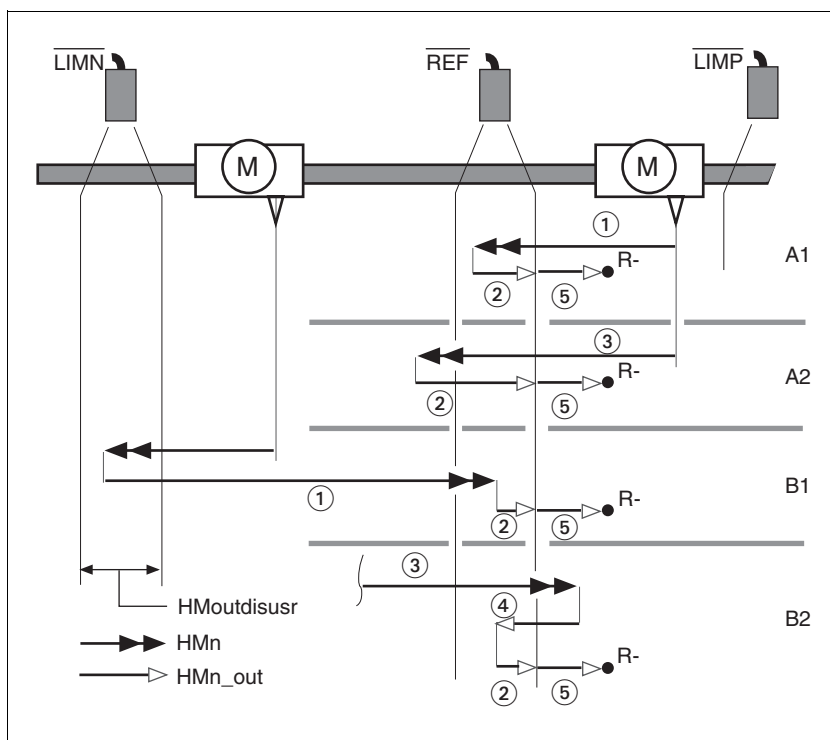 LIMN REF LIMP
M M
①
R-
② ⑤
A1
③
R-
② ⑤
A2
①
R-
② ⑤
B1
③
HMoutdisusr
④
B2
HMn
R-
HMn_out
② ⑤